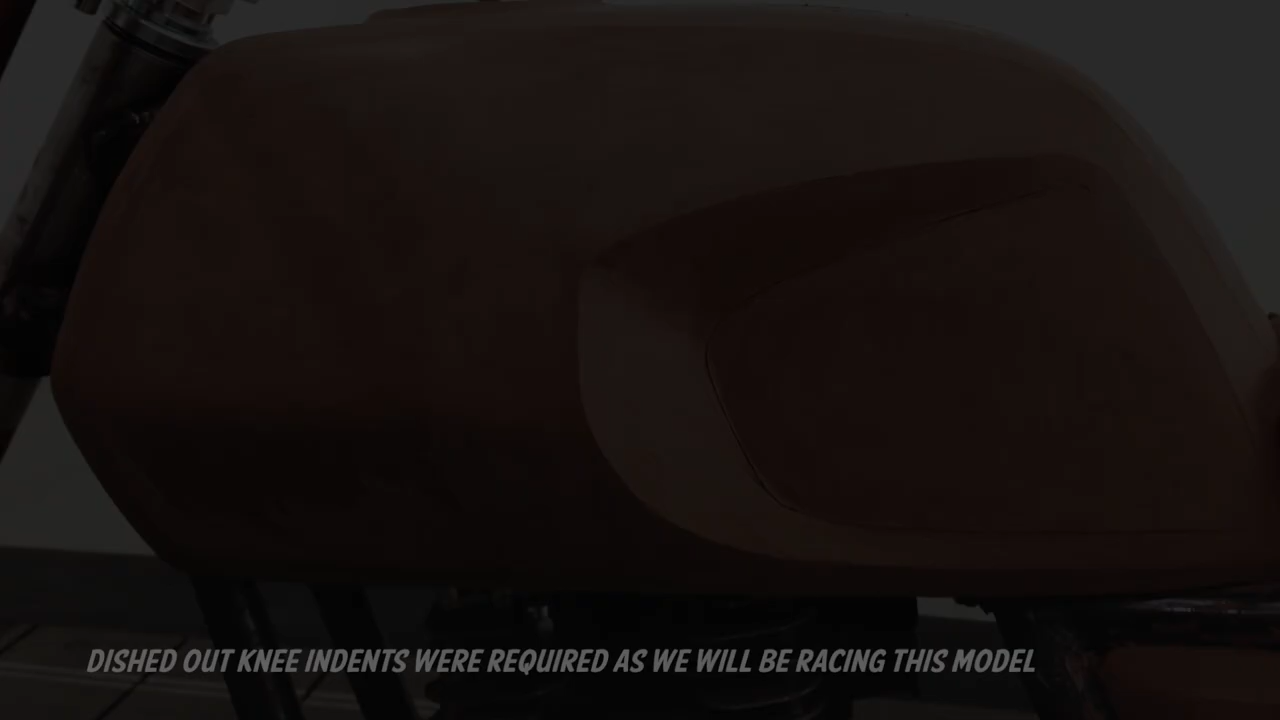 DISHED OUT KNEE INDENTS WERE REQUIRED AS WE WILL BE RACING THIS MODEL